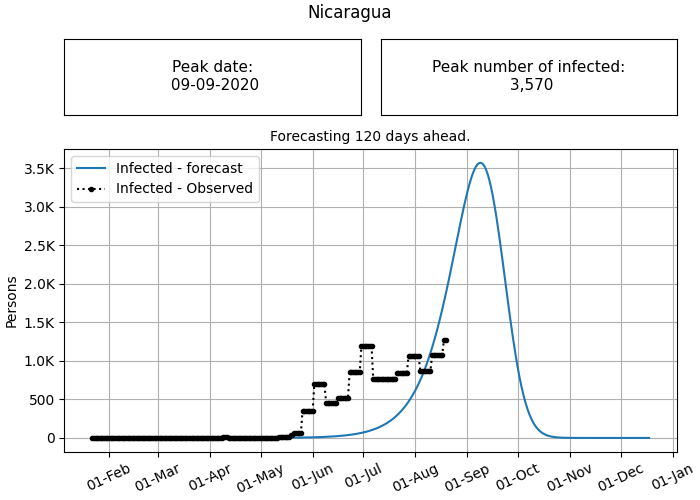 Nicaragua
Peak date:
09-09-2020
Peak number of infected:
3,570
Forecasting 120 days ahead.
Infected - forecast
Infected - Observed
3.5K
3.0K
2.5K
2.0K
1.5K
1.0K
500
0
Persons
01-Feb
01-Mar
01-Apr
01-May
01-Jun
01-Jul
01-Aug
01-Sep
01-Oct
01-Nov
01-Dec
01-Jan